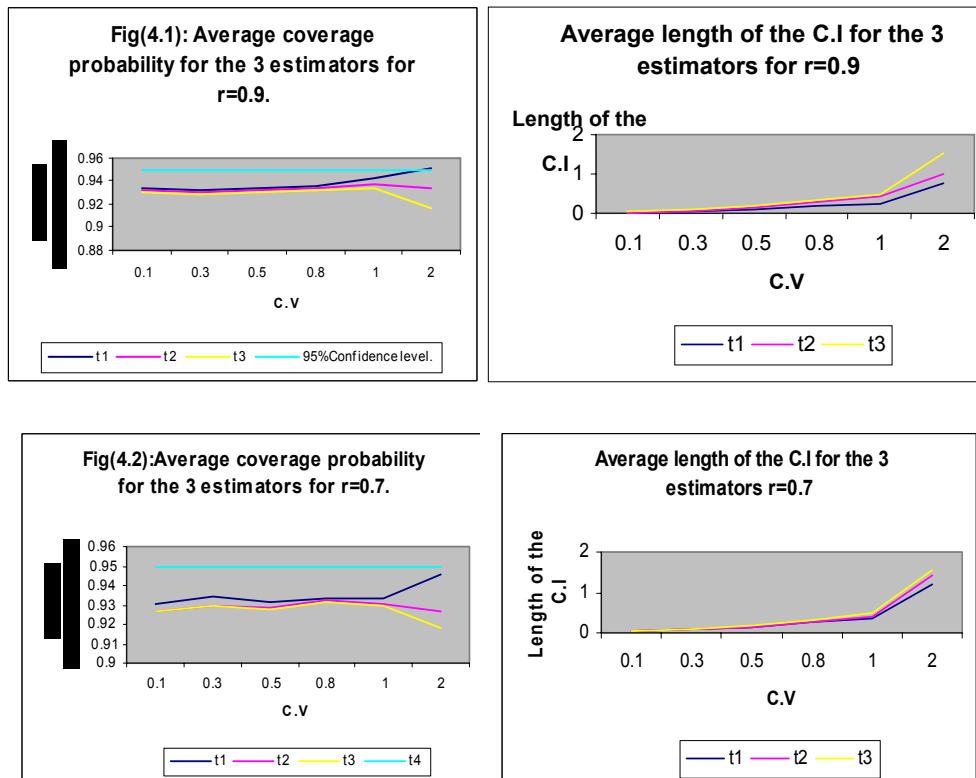 Fig(4.1): Average coverage
probability for the 3 estimators for
r=0.9.
0.96
0.94
0.92
0.9
0.88
0.1 0.3 0.5 0.8 1 2
C.V
t1 t2 t3 95%Confidence level.
Average length of the C.I for the 3
estimators for r=0.9
Length of the
C.I
2
1
0
0.1 0.3 0.5 0.8 1 2
C.V
t1 t2 t3
Fig(4.2):Average coverage probability
for the 3 estimators for r=0.7.
0.96
0.95
0.94
0.93
0.92
0.91
0.9
0.1 0.3 0.5 0.8 1 2
C.V
t1 t2 t3 t4
Average length of the C.I for the 3
estimators r=0.7
Length of the
C.I
2
1
0
0.1 0.3 0.5 0.8 1 2
C.V
t1 t2 t3